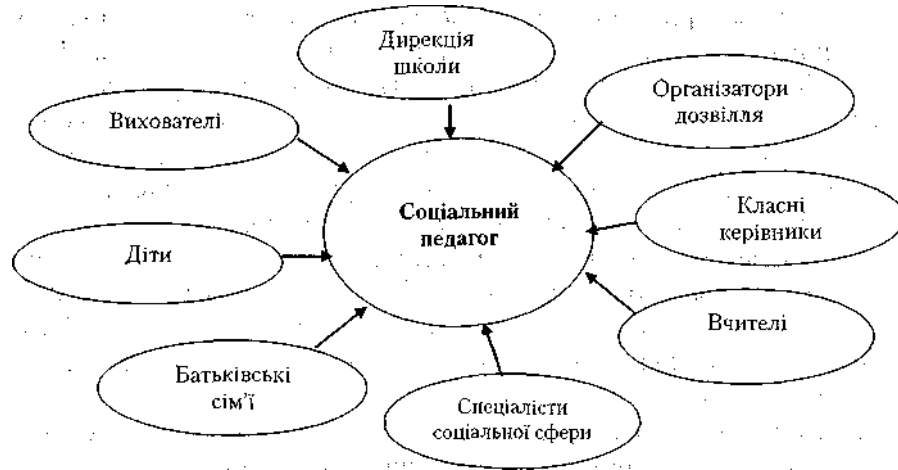 Дирекція
школи
Організатори
дозвілля
Вихователі
Класні
керівники
Соціальний
педагог
Діти
Вчителі
Батьківські
сім'ї
Спеціалісти
соціальної сфери